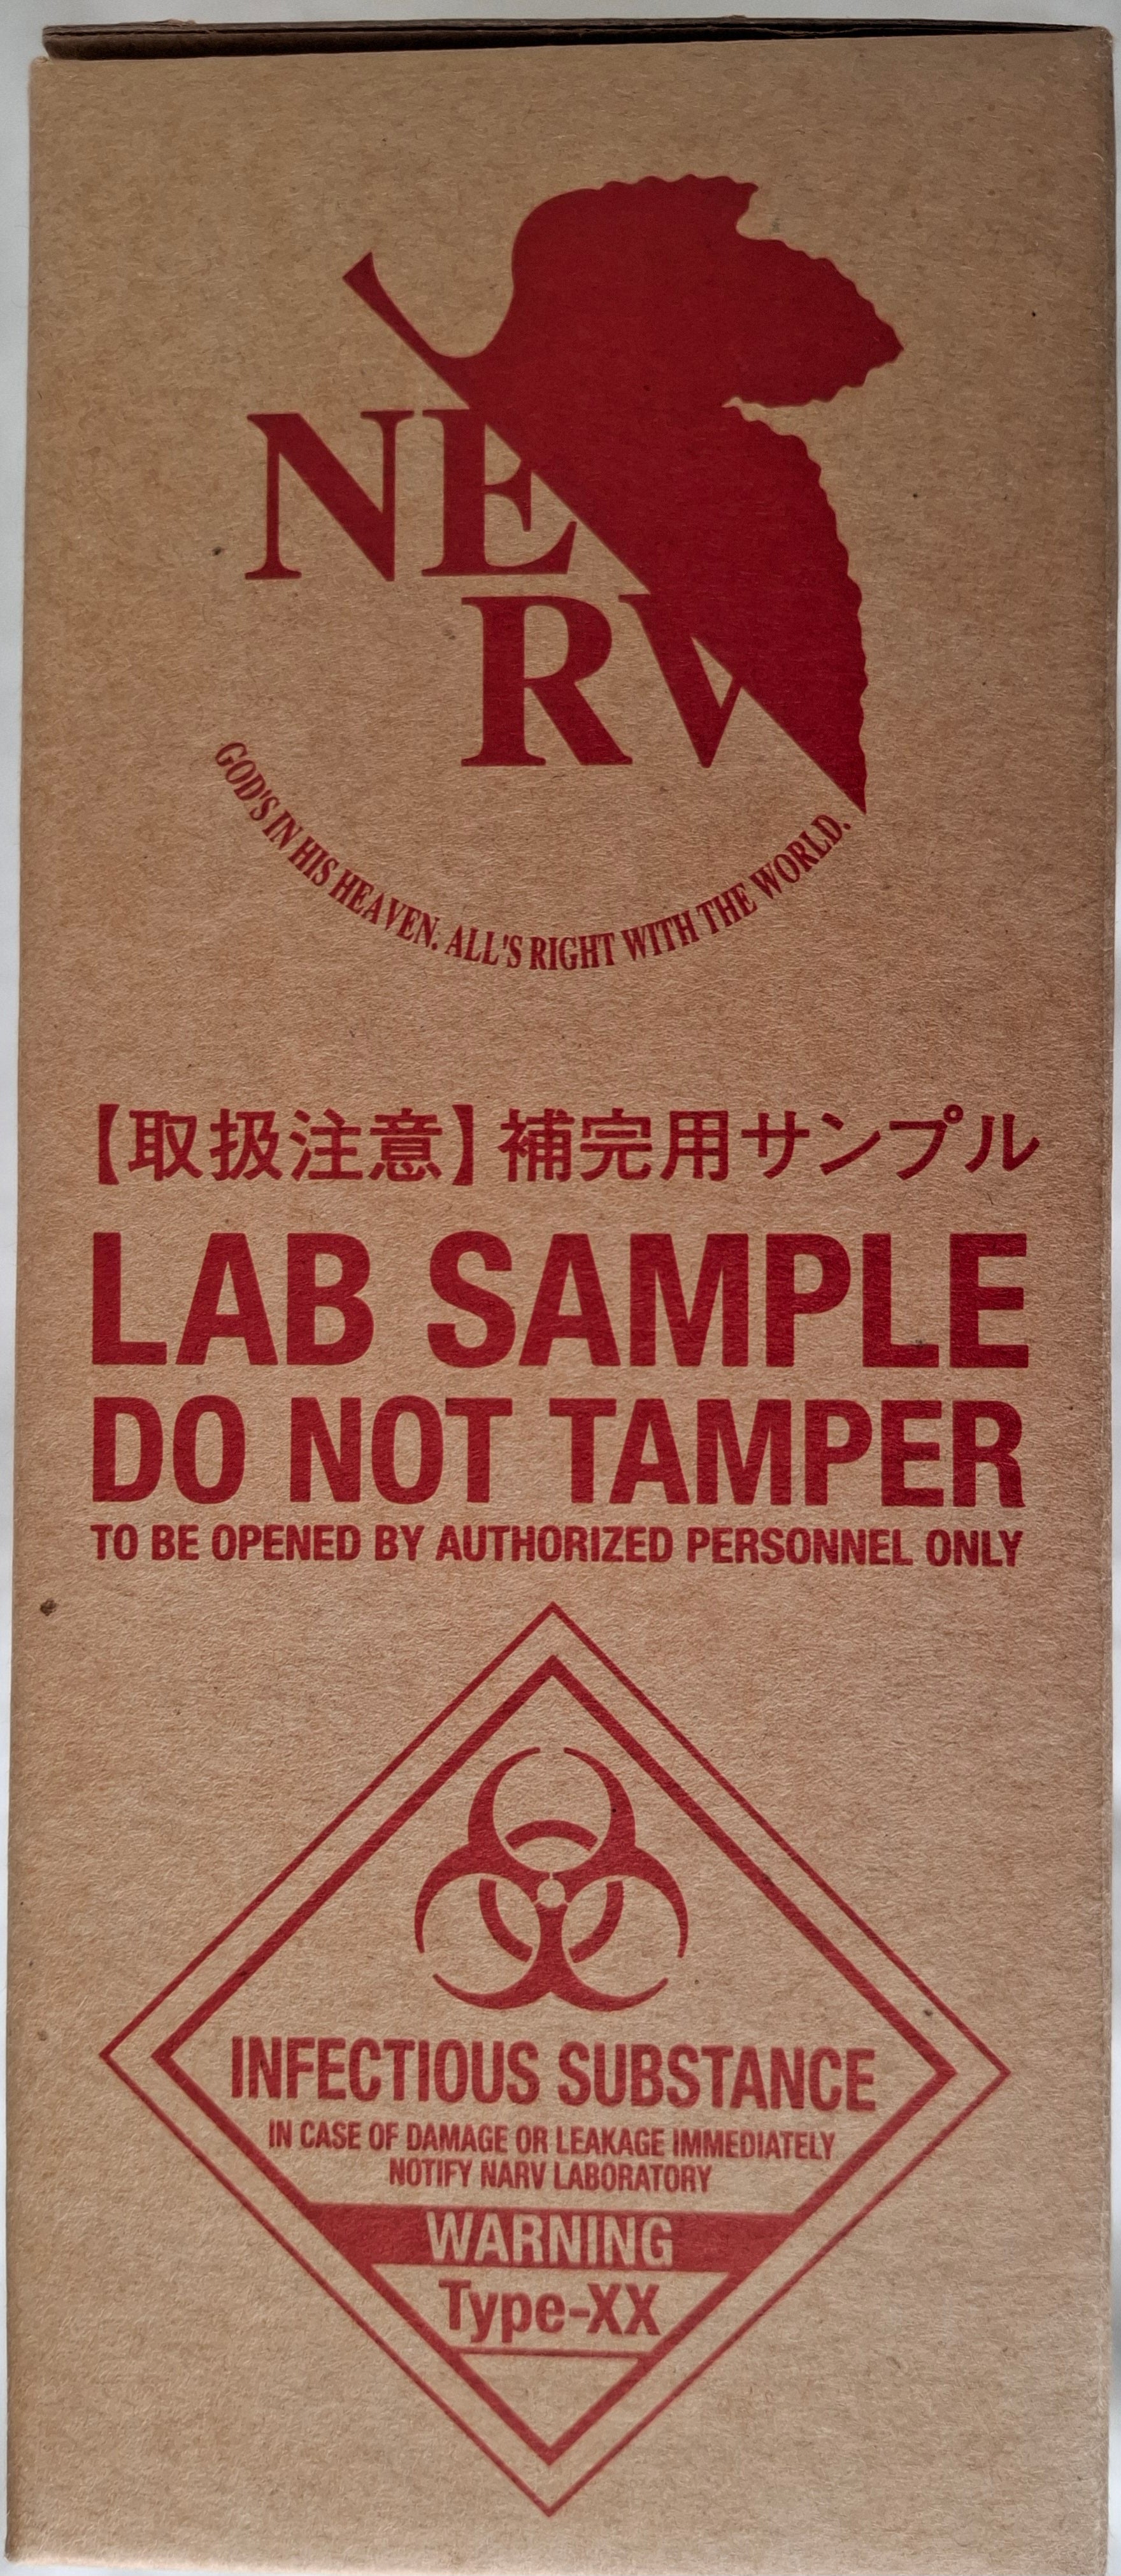 NE
RV
GOD'S IN HIS HEAVEN. ALL'S RIGHT WITH THE WORLD.
【取扱注意】補完用サンプル
LAB SAMPLE
DO NOT TAMPER
TO BE OPENED BY AUTHORIZED PERSONNEL ONLY
INFECTIOUS SUBSTANCE
IN CASE OF DAMAGE OR LEAKAGE IMMEDIATELY
NOTIFY NARV LABORATORY
WARNING
Type-XX